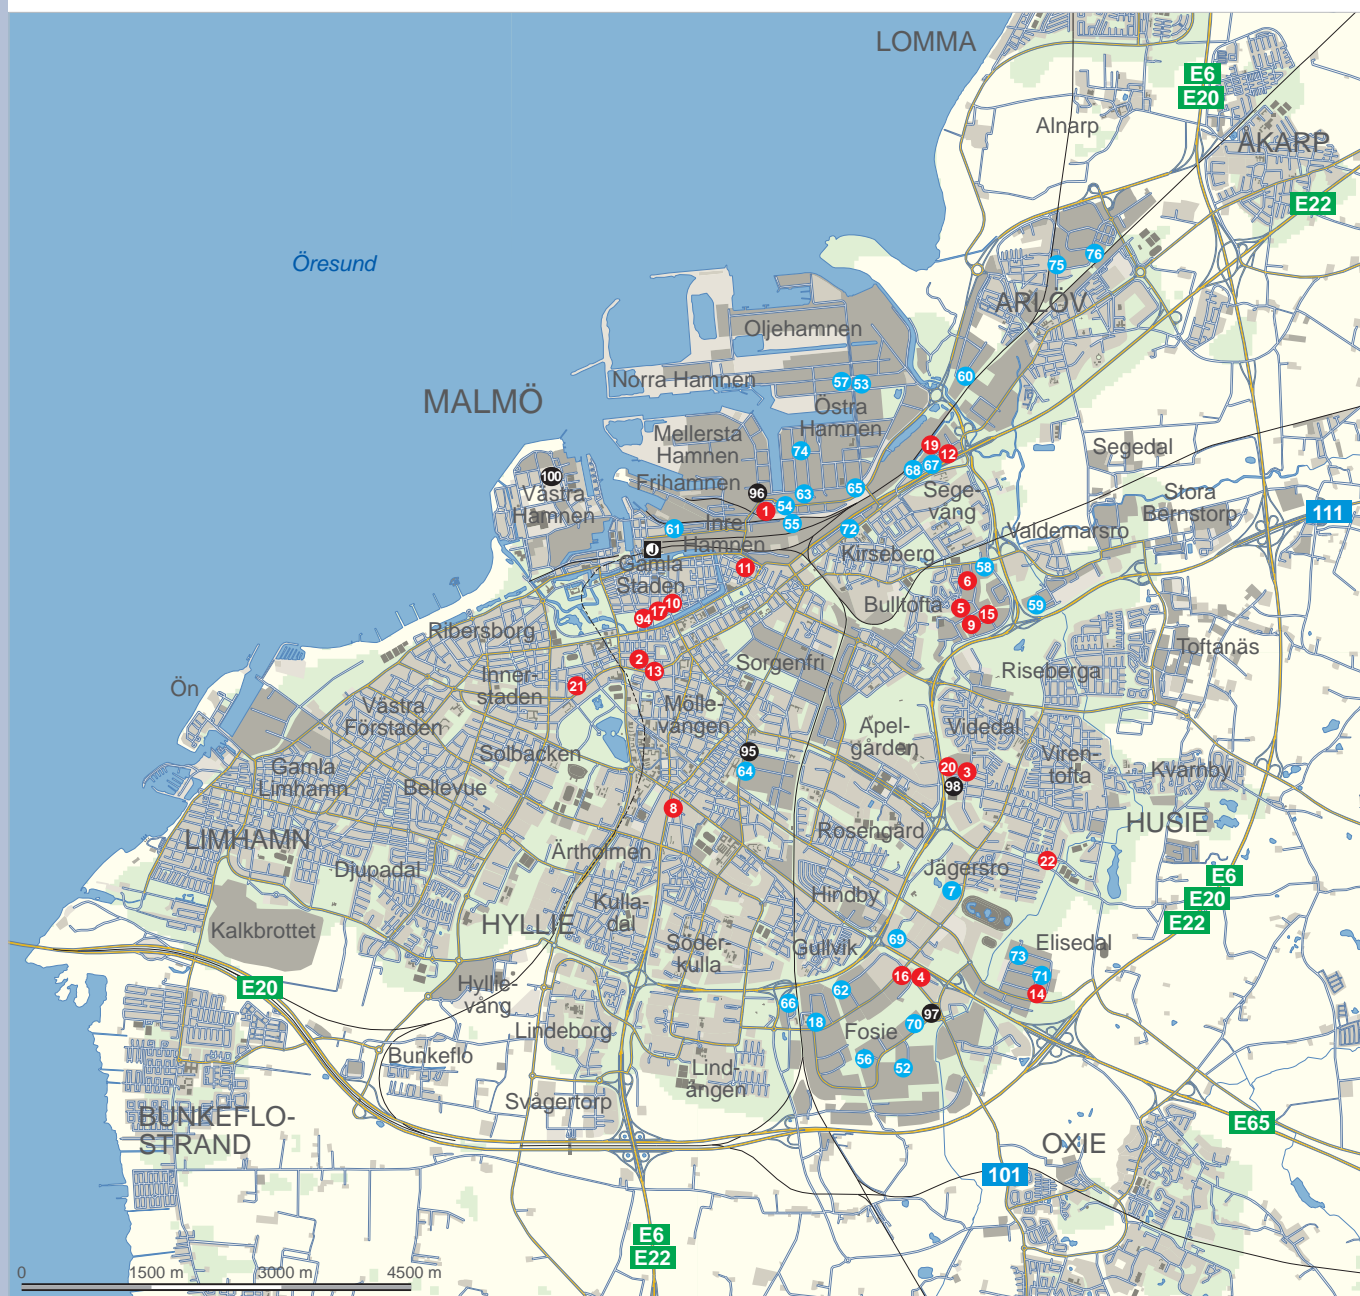 LOMMA
E6
E20
Alnarp
ÅKARP
E22
Öresund
76
75
ARLÖV
Oljehamnen
Norra Hamnen
57
53
60
MALMÖ
Östra
Hamnen
Mellersta
Hamnen
74
19
12
67
68
Segedal
100
Västra
Hamnen
Frihamnen
96
63
65
54
1
55
Sege-
vång
Stora
Bernstorp
111
61
Inre
Hamnen
72
Kirseberg
Valdemarsro
J
Gamla
Staden
11
58
6
Bulltofta
5
15
9
59
10
17
94
Ribersborg
Toftanäs
2
13
Sorgenfri
Riseberga
Ön
Inner-
staden
21
Västra
Förstaden
Mölle-
vången
Apel-
gården
Videdal
Solbacken
95
64
Viren-
tofta
Kvarnby
20
3
98
Gamla
Limhamn
Bellevue
8
HUSIE
LIMHAMN
Rosengård
Ärtholmen
Djupadal
22
Jägersro
7
E6
E20
E22
Hindby
Kulla-
dal
Kalkbrottet
HYLLIE
Söder-
kulla
Gullvik
69
Elisedal
73
71
14
16
4
E20
Hyllie-
vång
62
66
18
97
70
Fosie
Lindeborg
Bunkeflo
56
52
Lind-
ängen
Svågertorp
BUNKEFLO-
STRAND
E65
OXIE
101
E6
E22
0 1500 m 3000 m 4500 m